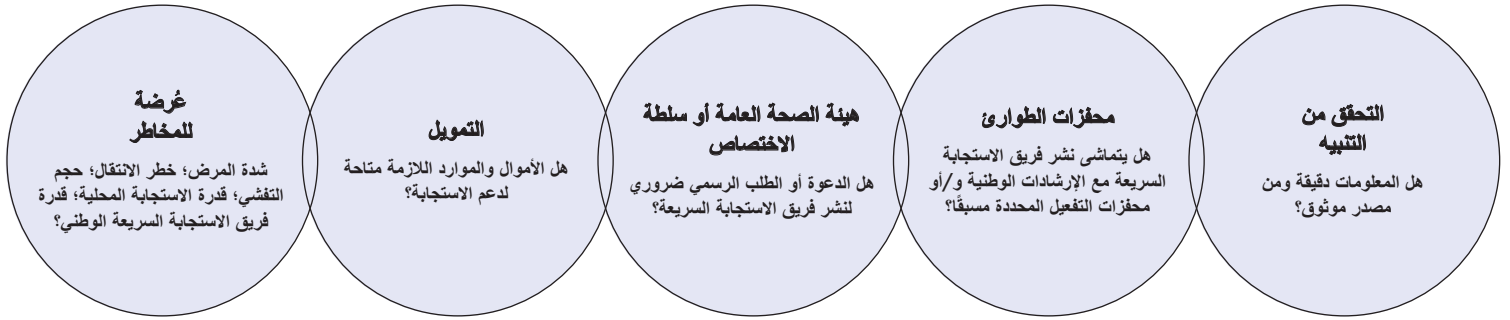 التحقق من
التنبيه
هل المعلومات دقيقة ومن
مصدر موثوق؟
محفزات الطوارئ
هل يتماشى نشر فريق الاستجابة
السريعة مع الإرشادات الوطنية و/أو
محفزات التفعيل المحددة مسبقًا؟
هيئة الصحة العامة أو سلطة
الاختصاص
هل الدعوة أو الطلب الرسمي ضروري
لنشر فريق الاستجابة السريعة؟
التمويل
هل الأموال والموارد اللازمة متاحة
لدعم الاستجابة؟
عُرضة
للمخاطر
شدة المرض؛ خطر الانتقال؛ حجم
التفشي؛ قدرة الاستجابة المحلية؛ قدرة
فريق الاستجابة السريعة الوطني؟